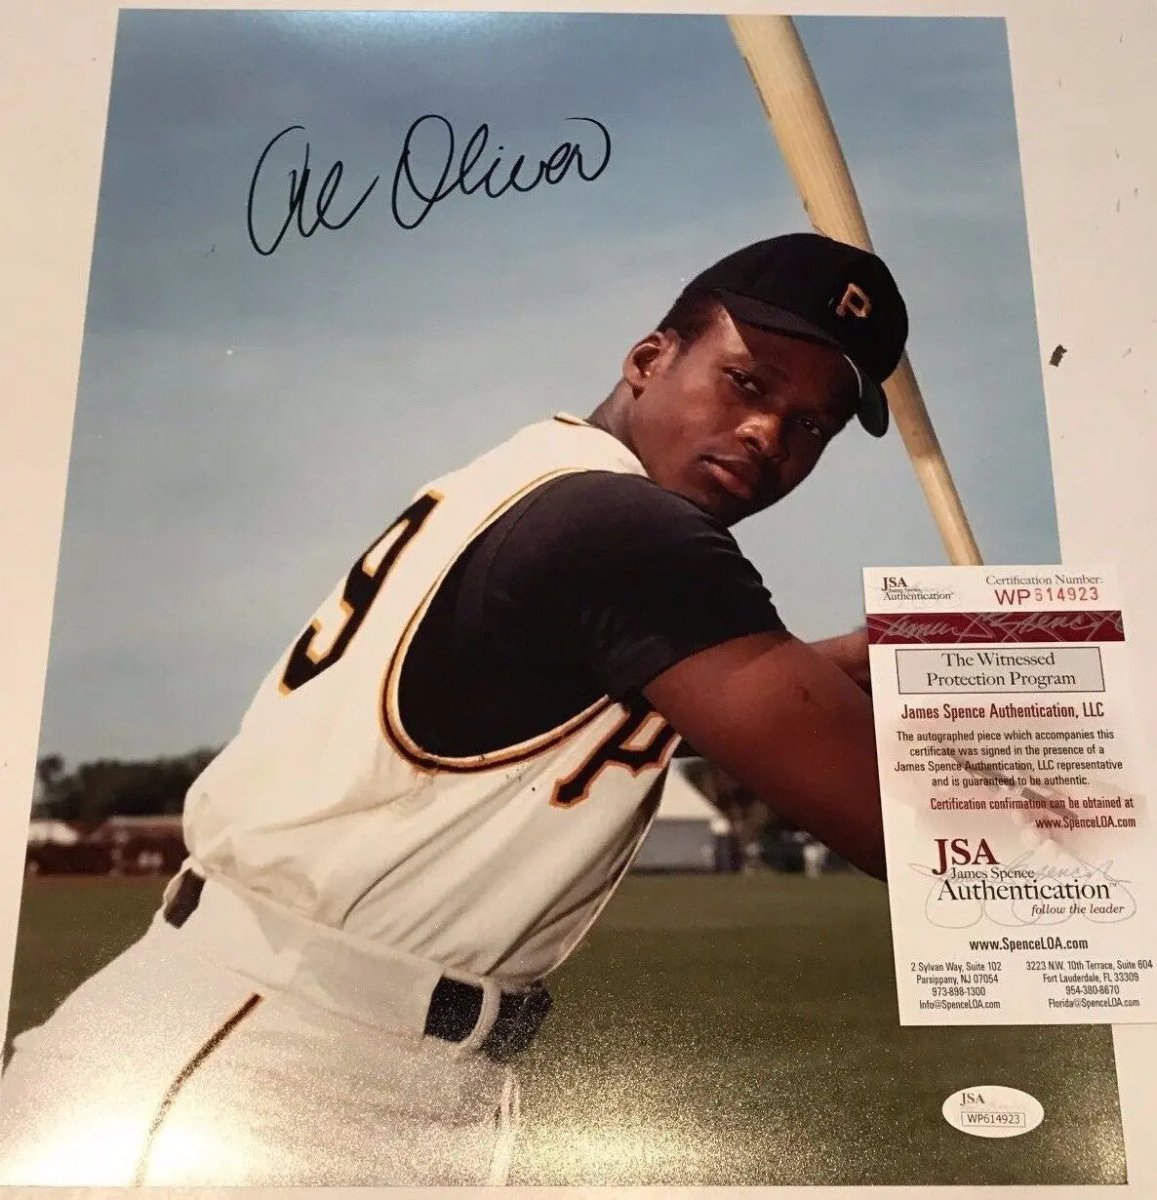 Al Oliver
P
9
P
JSA
Authentication
Certification Number:
WP614923
The Witnessed
Protection Program
James Spence Authentication, LLC
The autographed piece which accompanies this
certificate was signed in the presence of a
James Spence Authentication, LLC representative
and is guaranteed to be authentic.
Certification confirmation can be obtained at
www.SpenceLOA.com
JSA
James Spence
Authentication™
follow the leader
www.SpenceLOA.com
2 Sylvan Way, Suite 102
Parsippany, NJ 07054
973-898-1300
Info@SpenceLOA.com
3223 N.W. 10th Terrace, Suite 604
Fort Lauderdale, FL 33309
954-380-8670
Florida@SpenceLOA.com
JSA
WP614923